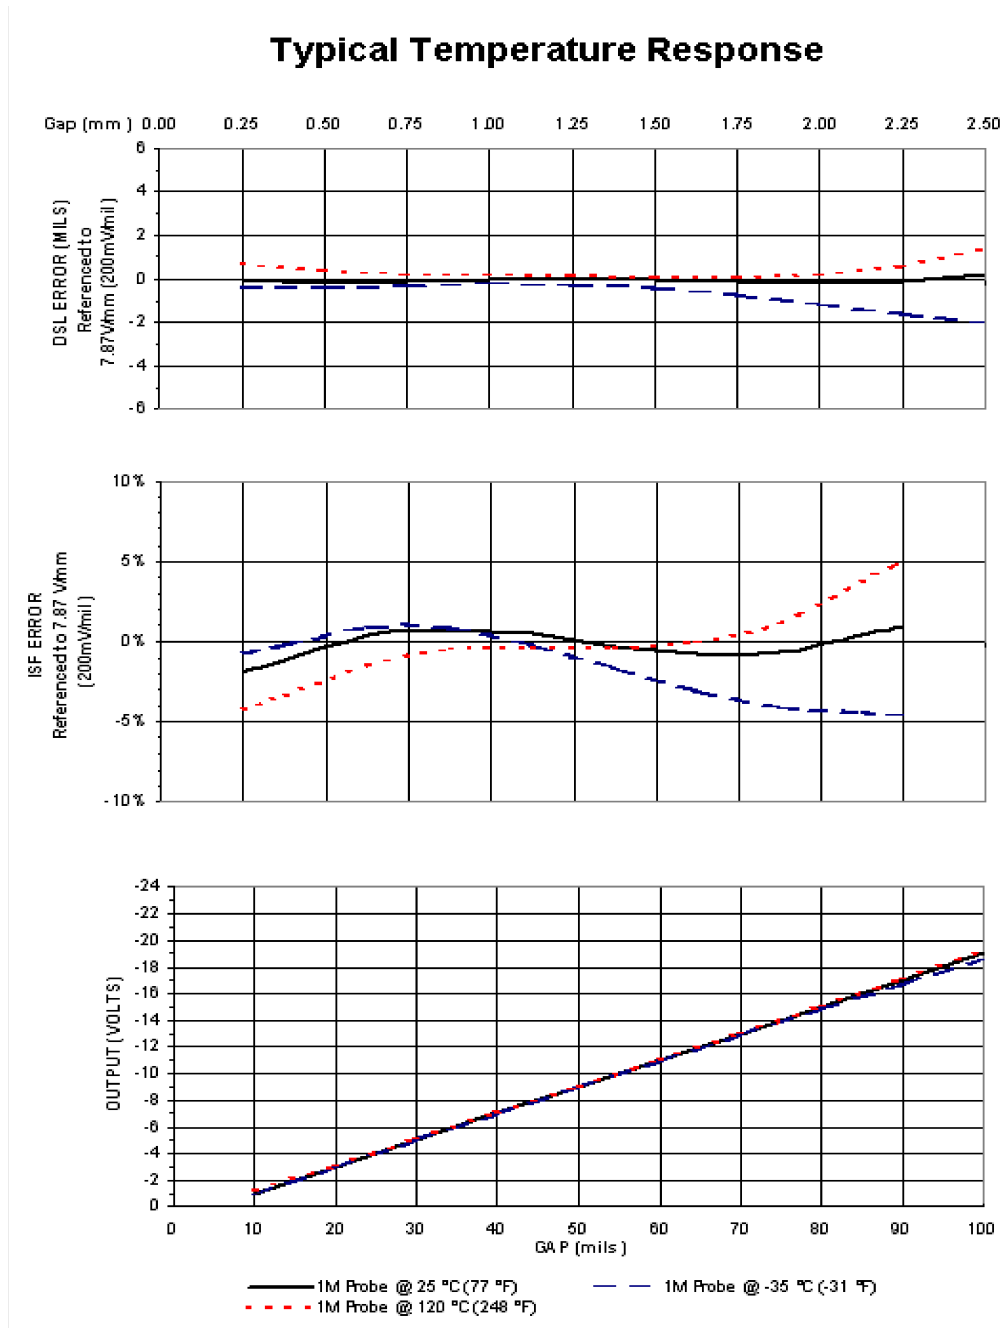 Typical Temperature Response
Gap (mm) 0.00 0.25 0.50 0.75 1.00 1.25 1.50 1.75 2.00 2.25 2.50
DSL ERROR (MILS)
Referenced to
7.87V/mm (200mV/mil)
6
4
2
0
-2
-4
-6
ISF ERROR
Referenced to 7.87 V/mm
(200mV/mil)
10%
5%
0%
-5%
-10%
OUTPUT (VOLTS)
-24
-22
-20
-18
-16
-14
-12
-10
-8
-6
-4
-2
0
0 10 20 30 40 50 60 70 80 90 100
GAP (mils)
1M Probe @ 25 °C (77 °F) 1M Probe @ -35 °C (-31 °F)
1M Probe @ 120 °C (248 °F)